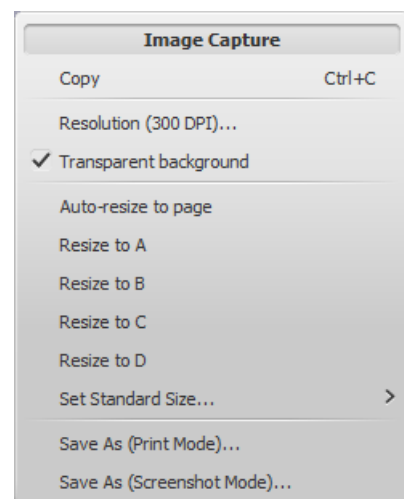 Image Capture
Copy Ctrl+C
Resolution (300 DPI)...
Transparent background
Auto-resize to page
Resize to A
Resize to B
Resize to C
Resize to D
Set Standard Size...
Save As (Print Mode)...
Save As (Screenshot Mode)...